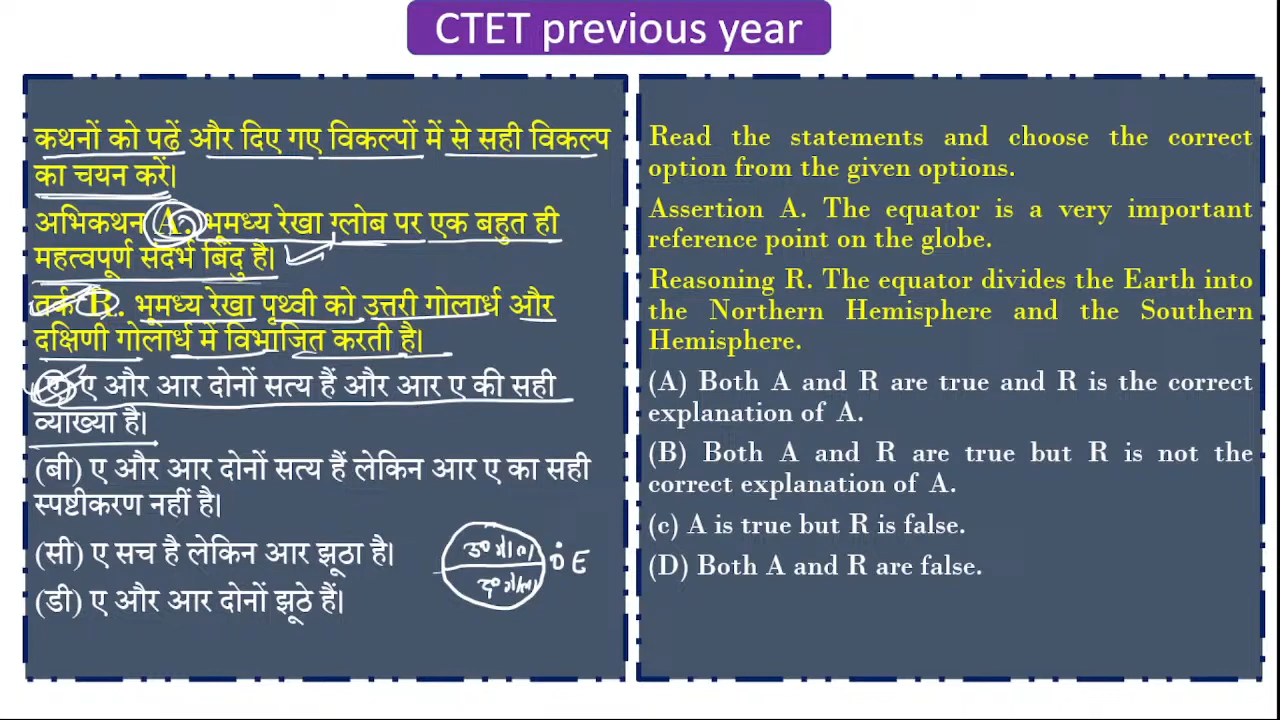 CTET previous year
कथनों को पढ़ें और दिए गए विकल्पों में से सही विकल्प
का चयन करें।
अभिकथन A. भूमध्य रेखा ग्लोब पर एक बहुत ही
महत्वपूर्ण संदर्भ बिंदु है।
तर्क R. भूमध्य रेखा पृथ्वी को उत्तरी गोलार्ध और
दक्षिणी गोलार्ध में विभाजित करती है।
(ए) ए और आर दोनों सत्य हैं और आर ए की सही
व्याख्या है।
(बी) ए और आर दोनों सत्य हैं लेकिन आर ए का सही
स्पष्टीकरण नहीं है।
(सी) ए सच है लेकिन आर झूठा है।
(डी) ए और आर दोनों झूठे हैं।
उ० गोला
द० गोला
0 E
Read the statements and choose the correct
option from the given options.
Assertion A. The equator is a very important
reference point on the globe.
Reasoning R. The equator divides the Earth into
the Northern Hemisphere and the Southern
Hemisphere.
(A) Both A and R are true and R is the correct
explanation of A.
(B) Both A and R are true but R is not the
correct explanation of A.
(c) A is true but R is false.
(D) Both A and R are false.